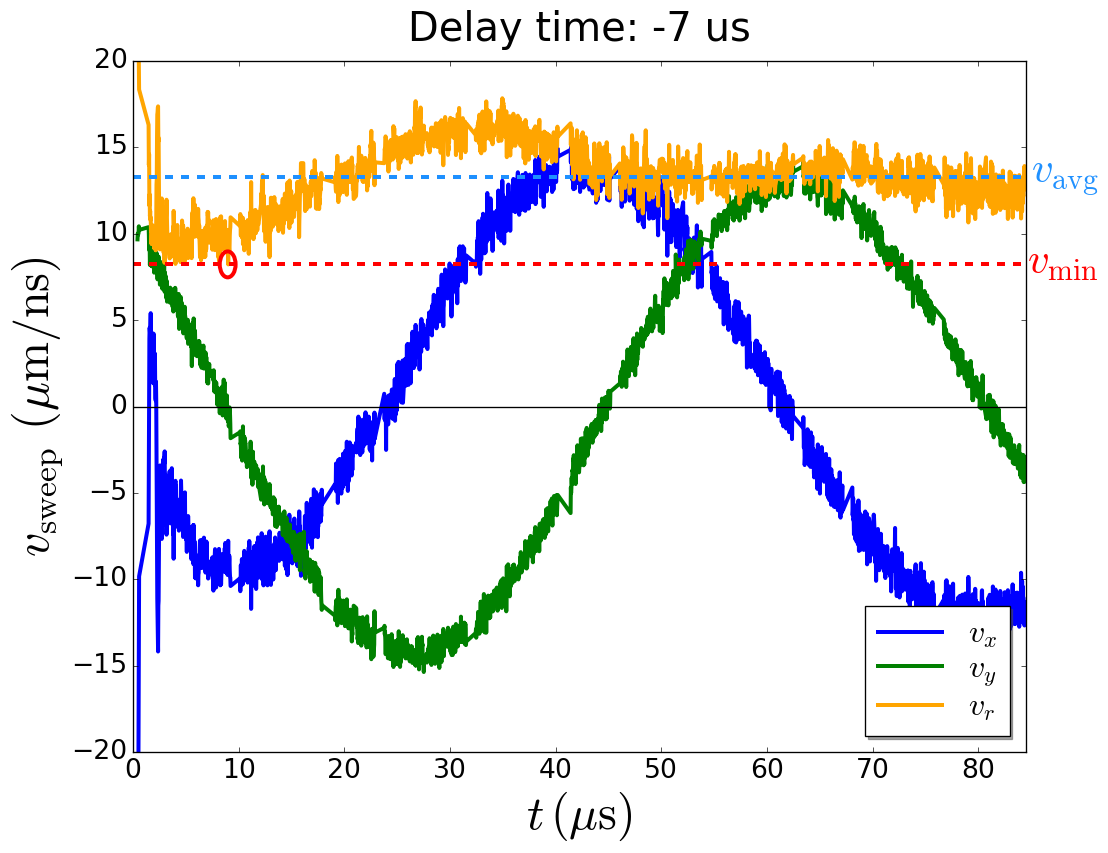 Delay time: -7 us
20
15
10
5
0
−5
−10
−15
−20
v_sweep (μm/ns)
v_avg
v_min
v_x
v_y
v_r
0 10 20 30 40 50 60 70 80
t (μs)